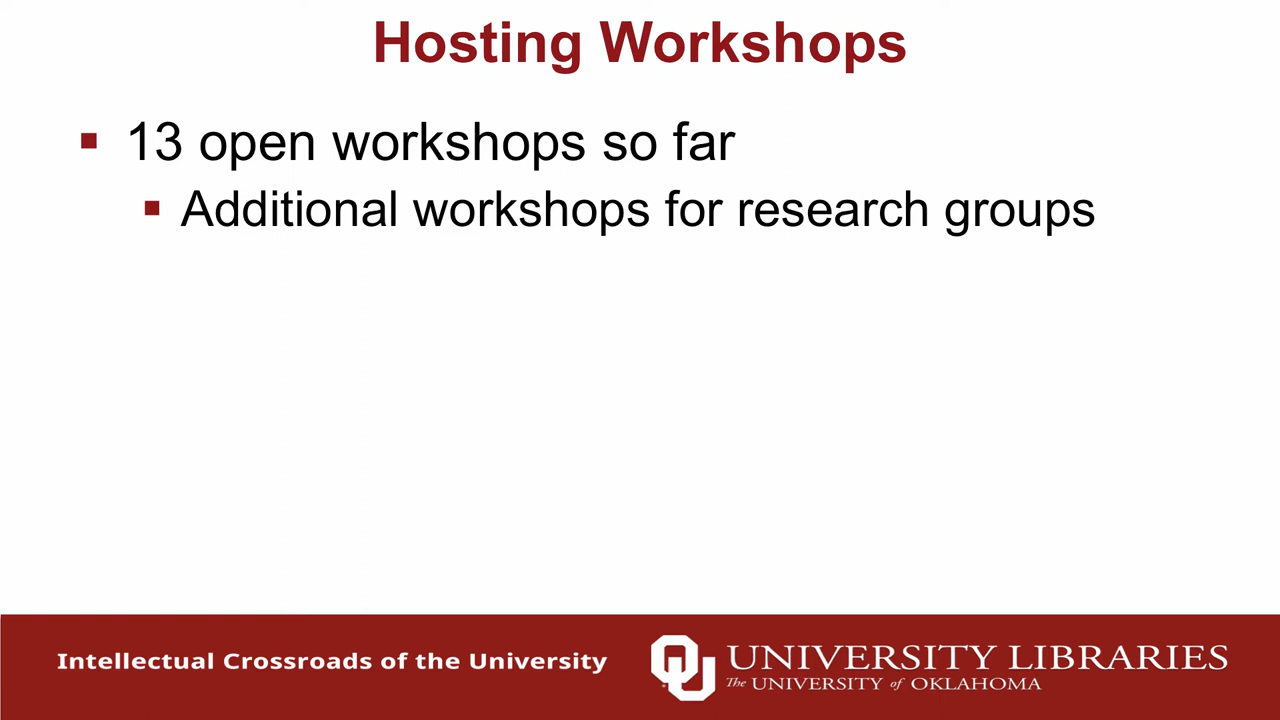 Hosting Workshops
13 open workshops so far
Additional workshops for research groups
Intellectual Crossroads of the University
OU UNIVERSITY LIBRARIES
The UNIVERSITY of OKLAHOMA